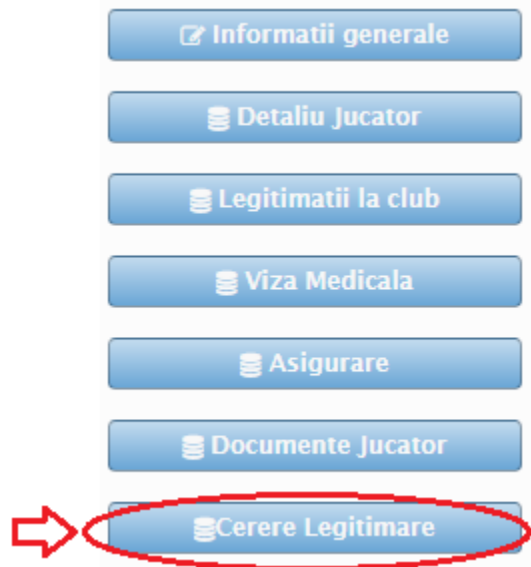 Informatii generale
Detaliu Jucator
Legitimatii la club
Viza Medicala
Asigurare
Documente Jucator
Cerere Legitimare